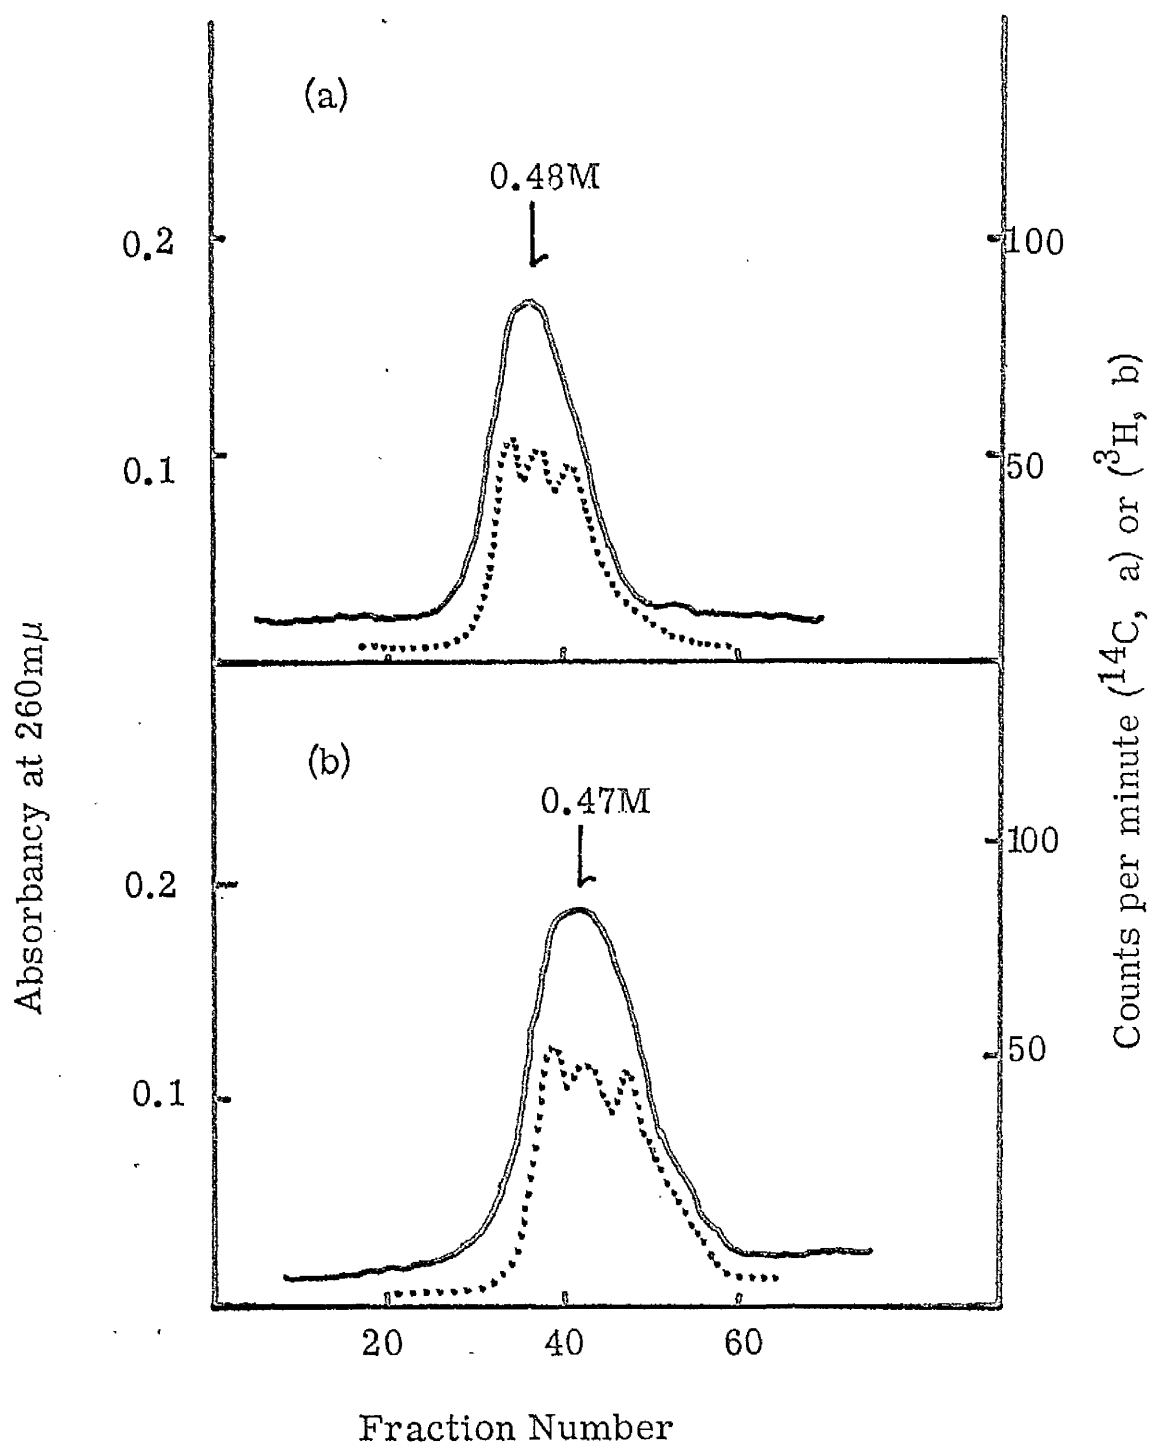 (a)
0.48M
0.2
100
0.1
50
(b)
0.47M
100
0.2
50
0.1
20 40 60
Fraction Number
Absorbancy at 260mμ
Counts per minute (¹⁴C, a) or (³H, b)